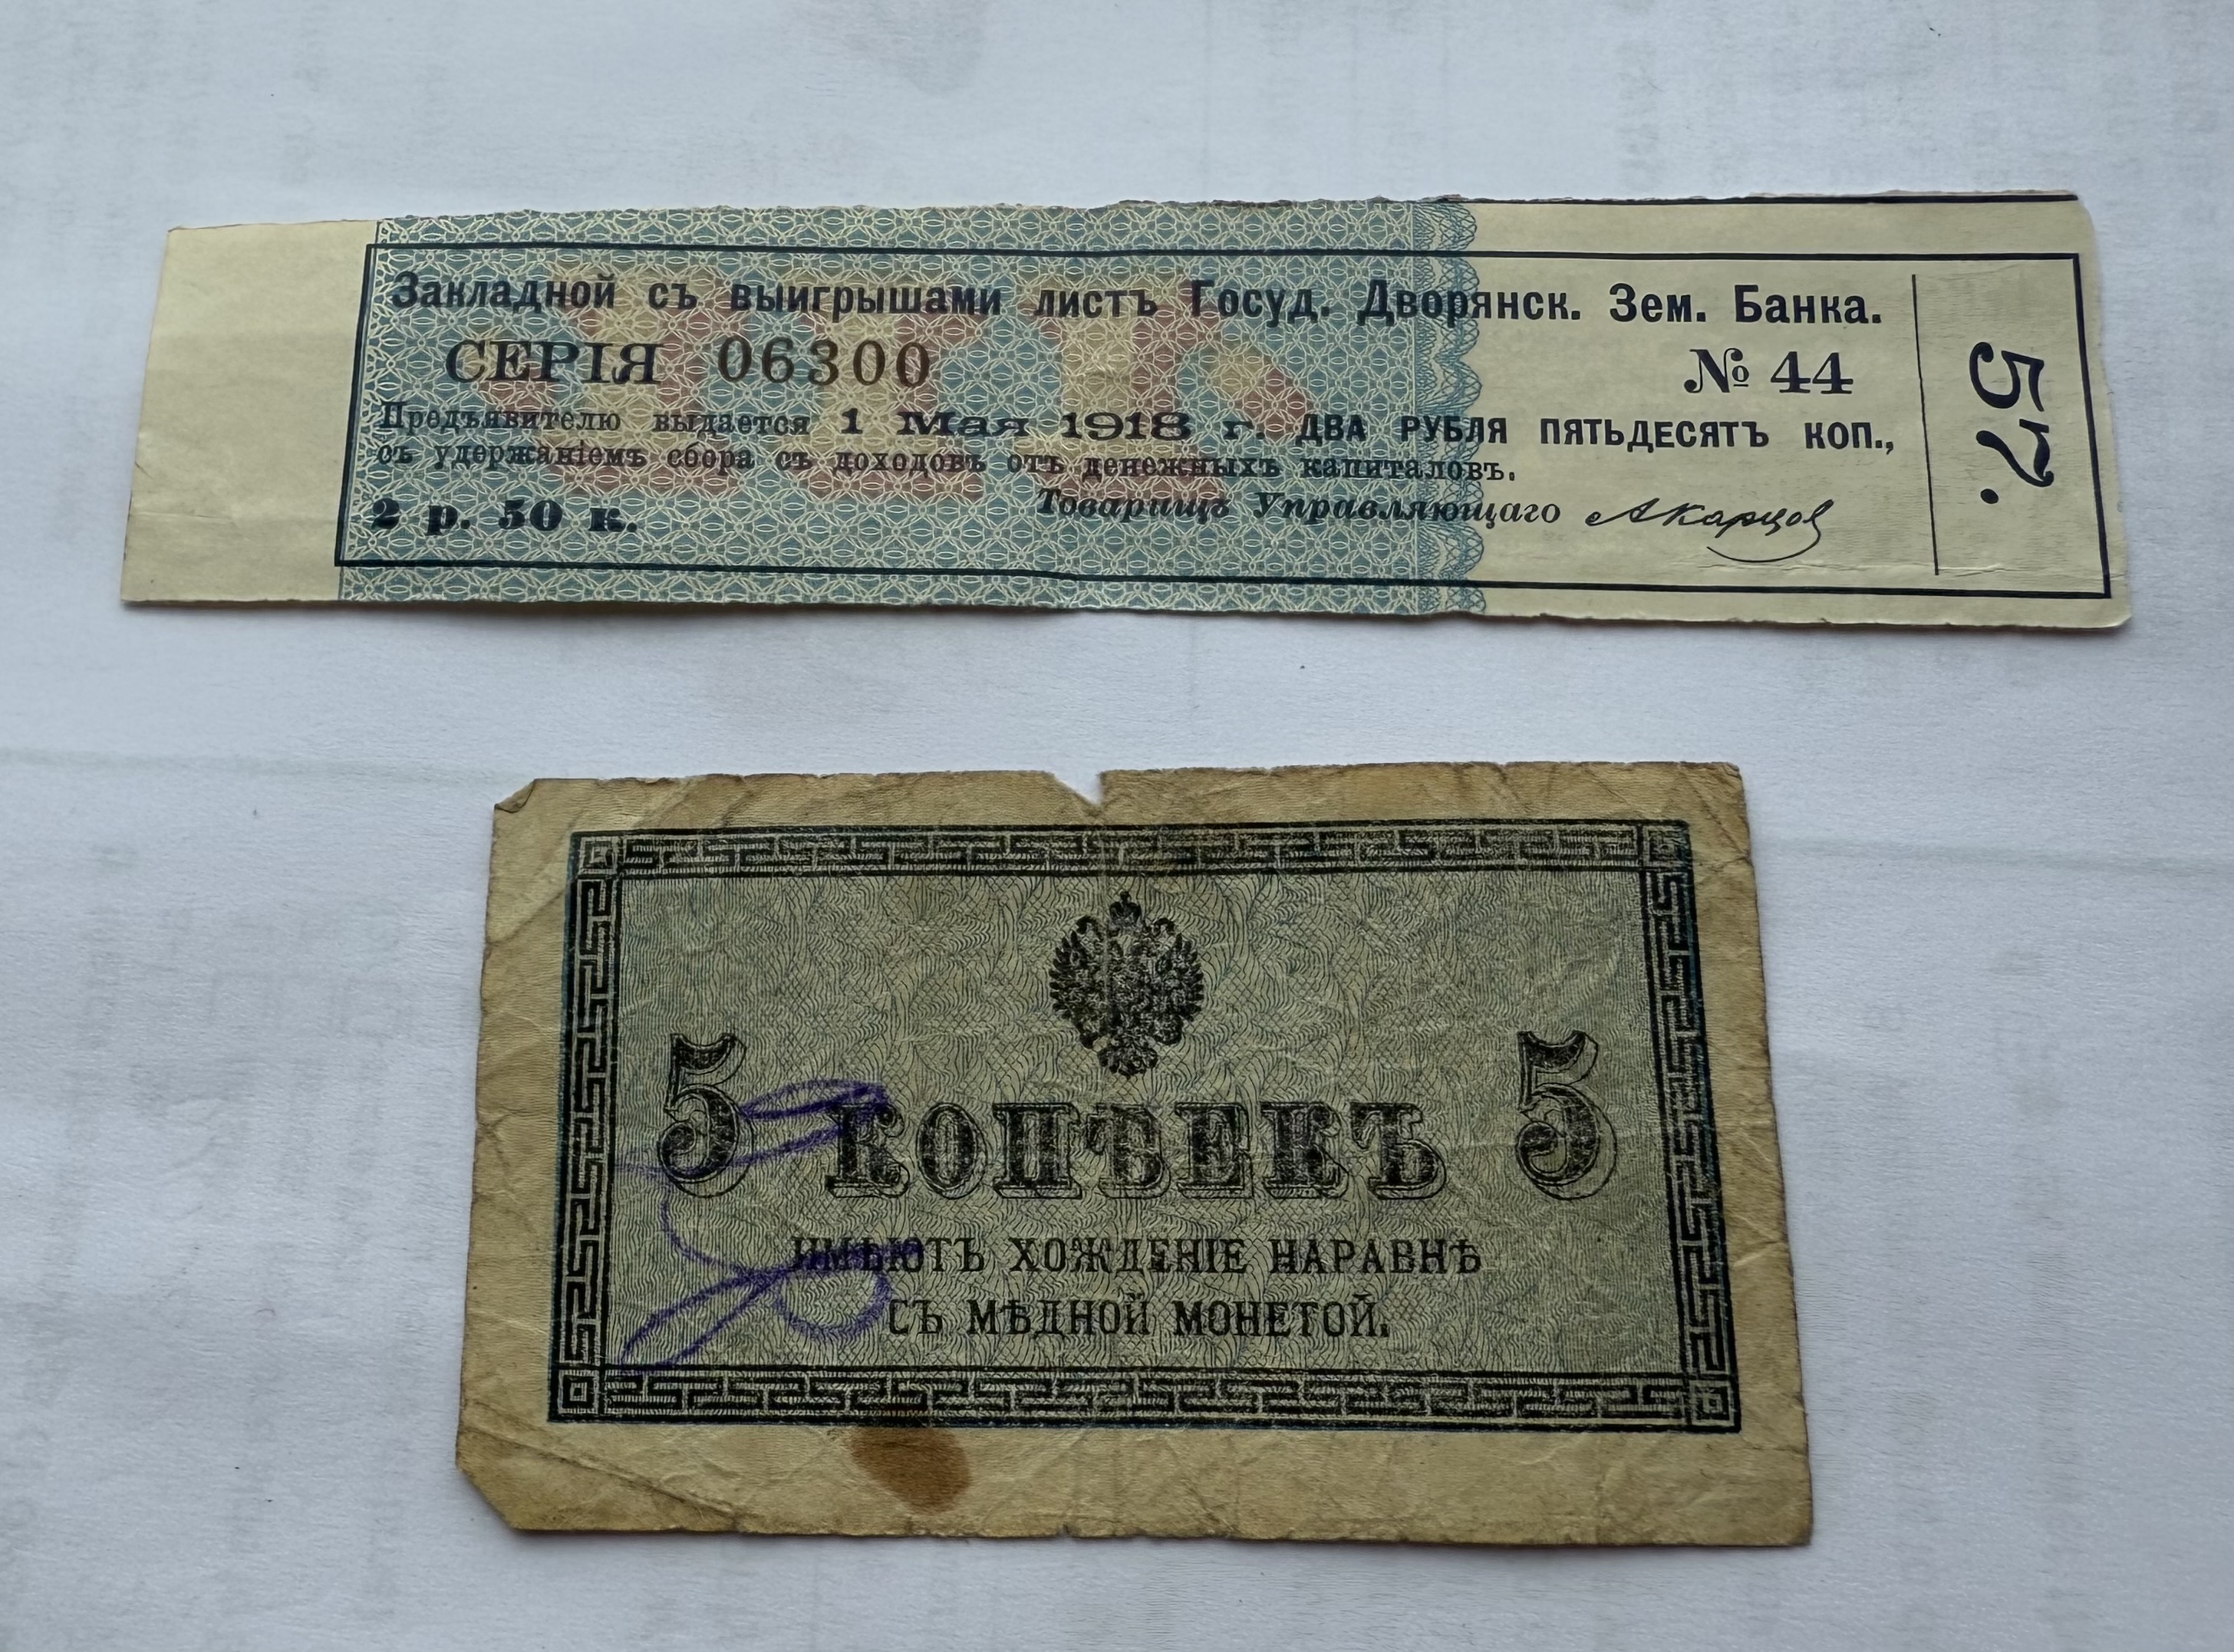 Закладной съ выигрышами листъ Госуд. Дворянск. Зем. Банка.
СЕРІЯ 06300 № 44
Предъявителю выдается 1 Мая 1918 г. ДВА РУБЛЯ ПЯТЬДЕСЯТЪ КОП.,
съ удержаніемъ сбора съ доходовъ отъ денежныхъ капиталовъ.
2 р. 50 к. Товарищъ Управляющаго АКарцов
57.
5 КОПѢЕКЪ 5
ИМѢЮТЪ ХОЖДЕНІЕ НАРАВНѢ
СЪ МѢДНОЙ МОНЕТОЙ.